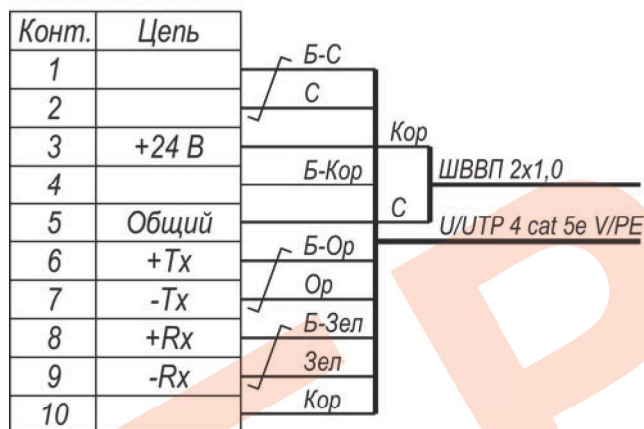 Конт. Цепь
1 Б-С
2 С
3 +24 В Кор
4 Б-Кор ШВВП 2х1,0
5 Общий С
U/UTP 4 cat 5e V/PE
6 +Tx Б-Ор
7 -Tx Ор
8 +Rx Б-Зел
9 -Rx Зел
10 Кор